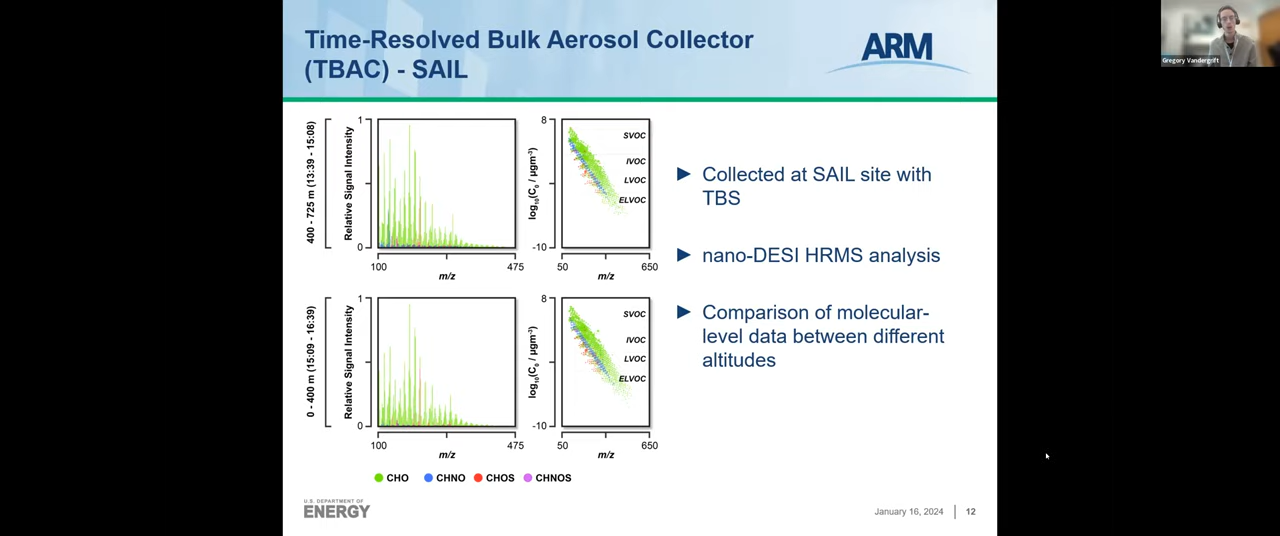 Time-Resolved Bulk Aerosol Collector
(TBAC) - SAIL
ARM
Gregory Vandergrift
400 - 725 m (13:39 - 15:08)
Relative Signal Intensity
1
0
100
475
m/z
log10(C0 / μgm-3)
8
-10
SVOC
IVOC
LVOC
ELVOC
50
650
m/z
0 - 400 m (15:09 - 16:39)
Relative Signal Intensity
1
0
100
475
m/z
log10(C0 / μgm-3)
8
-10
SVOC
IVOC
LVOC
ELVOC
50
650
m/z
CHO CHNO CHOS CHNOS
► Collected at SAIL site with
TBS
► nano-DESI HRMS analysis
► Comparison of molecular-
level data between different
altitudes
U.S. DEPARTMENT OF
ENERGY
January 16, 2024 | 12